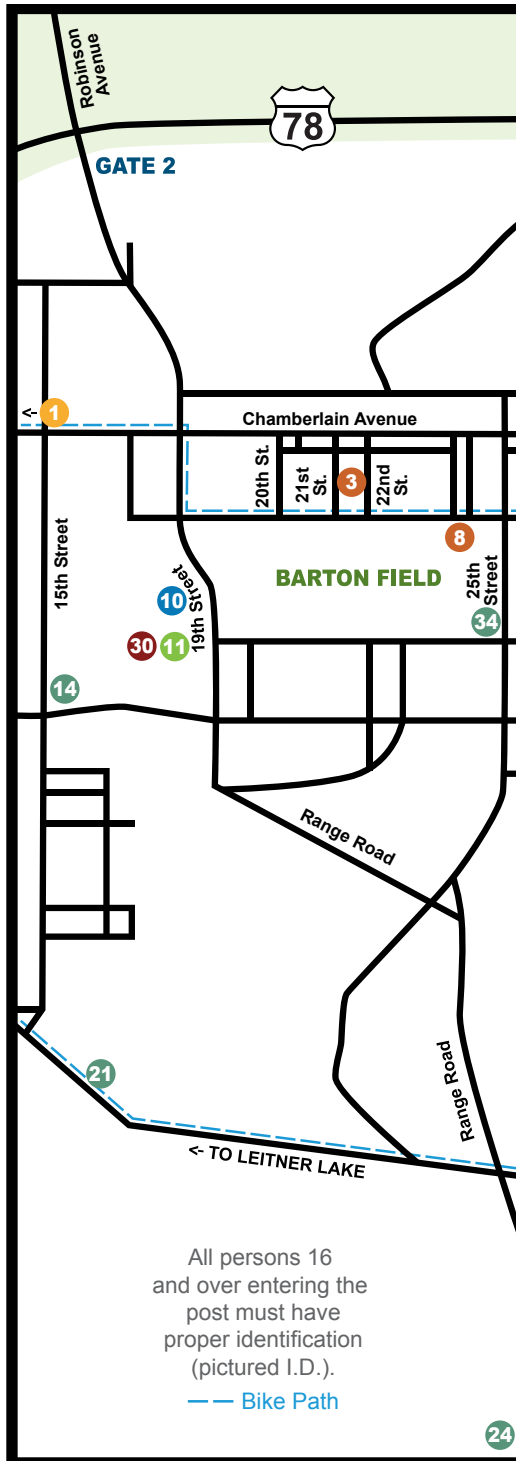 Robinson
Avenue
78
GATE 2
<- 1
Chamberlain Avenue
20th St.
21st
St.
3
22nd
St.
8
15th Street
19th Street
10
BARTON FIELD
25th
Street
34
30
11
14
Range Road
21
Range Road
<- TO LEITNER LAKE
All persons 16
and over entering the
post must have
proper identification
(pictured I.D.).
Bike Path
24